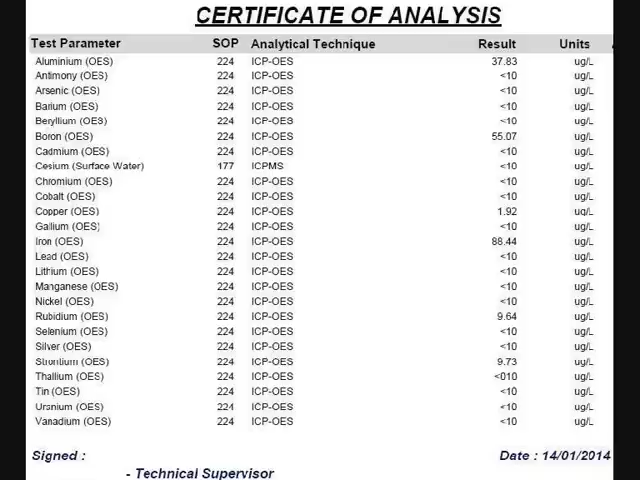 CERTIFICATE OF ANALYSIS
Test Parameter SOP Analytical Technique Result Units
Aluminium (OES) 224 ICP-OES 37.83 ug/L
Antimony (OES) 224 ICP-OES <10 ug/L
Arsenic (OES) 224 ICP-OES <10 ug/L
Barium (OES) 224 ICP-OES <10 ug/L
Beryllium (OES) 224 ICP-OES <10 ug/L
Boron (OES) 224 ICP-OES 55.07 ug/L
Cadmium (OES) 224 ICP-OES <10 ug/L
Cesium (Surface Water) 177 ICPMS <10 ug/L
Chromium (OES) 224 ICP-OES <10 ug/L
Cobalt (OES) 224 ICP-OES <10 ug/L
Copper (OES) 224 ICP-OES 1.92 ug/L
Gallium (OES) 224 ICP-OES <10 ug/L
Iron (OES) 224 ICP-OES 88.44 ug/L
Lead (OES) 224 ICP-OES <10 ug/L
Lithium (OES) 224 ICP-OES <10 ug/L
Manganese (OES) 224 ICP-OES <10 ug/L
Nickel (OES) 224 ICP-OES <10 ug/L
Rubidium (OES) 224 ICP-OES 9.64 ug/L
Selenium (OES) 224 ICP-OES <10 ug/L
Silver (OES) 224 ICP-OES <10 ug/L
Strontium (OES) 224 ICP-OES 9.73 ug/L
Thallium (OES) 224 ICP-OES <010 ug/L
Tin (OES) 224 ICP-OES <10 ug/L
Uranium (OES) 224 ICP-OES <10 ug/L
Vanadium (OES) 224 ICP-OES <10 ug/L
Signed : Date : 14/01/2014
- Technical Supervisor